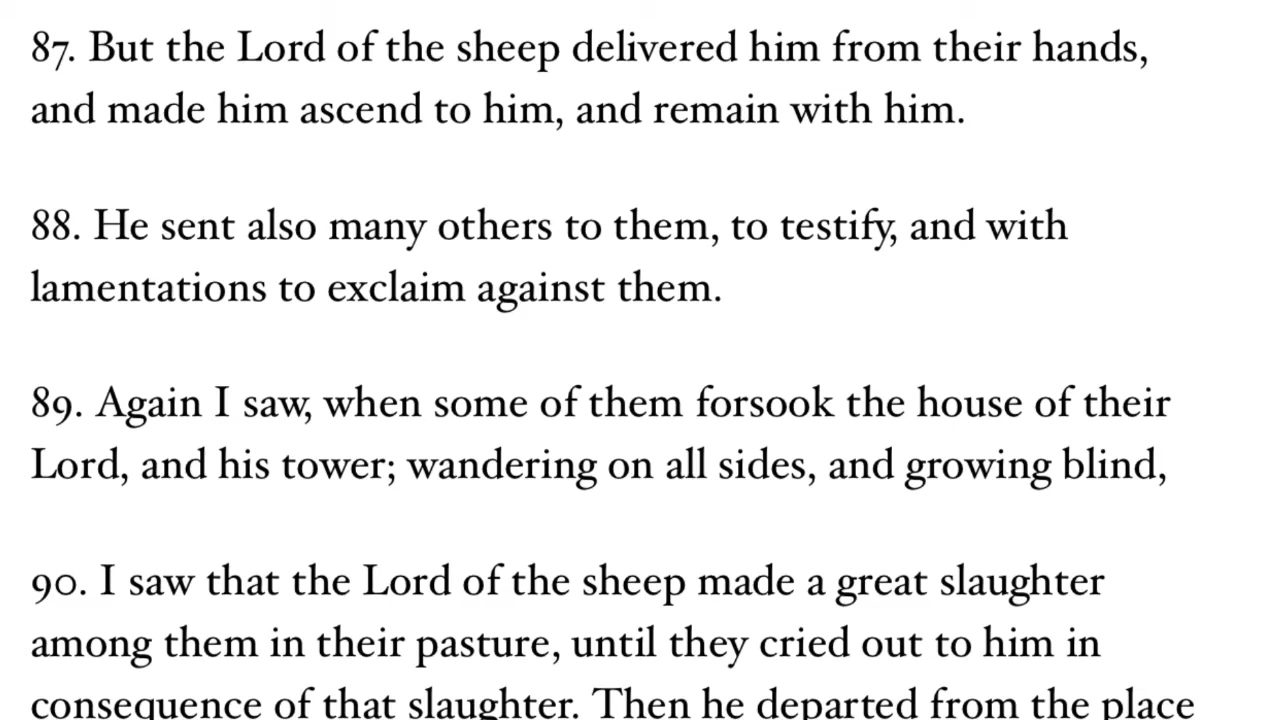 87. But the Lord of the sheep delivered him from their hands,
and made him ascend to him, and remain with him.
88. He sent also many others to them, to testify, and with
lamentations to exclaim against them.
89. Again I saw, when some of them forsook the house of their
Lord, and his tower; wandering on all sides, and growing blind,
90. I saw that the Lord of the sheep made a great slaughter
among them in their pasture, until they cried out to him in
consequence of that slaughter. Then he departed from the place